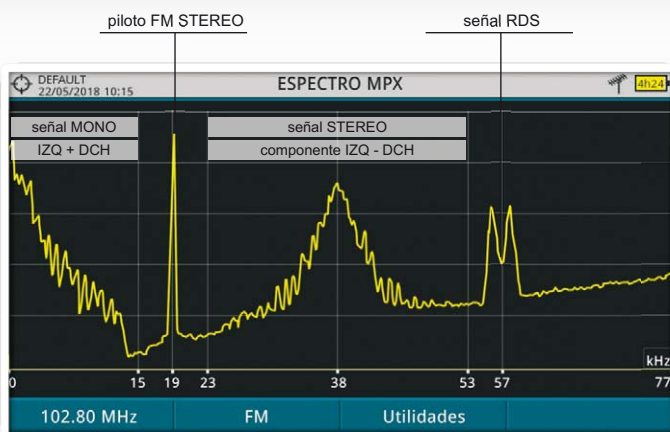 piloto FM STEREO
señal RDS
DEFAULT
22/05/2018 10:15
ESPECTRO MPX
4h24
señal MONO
señal STEREO
IZQ + DCH
componente IZQ - DCH
kHz
0 15 19 23 38 53 57 77
102.80 MHz FM Utilidades